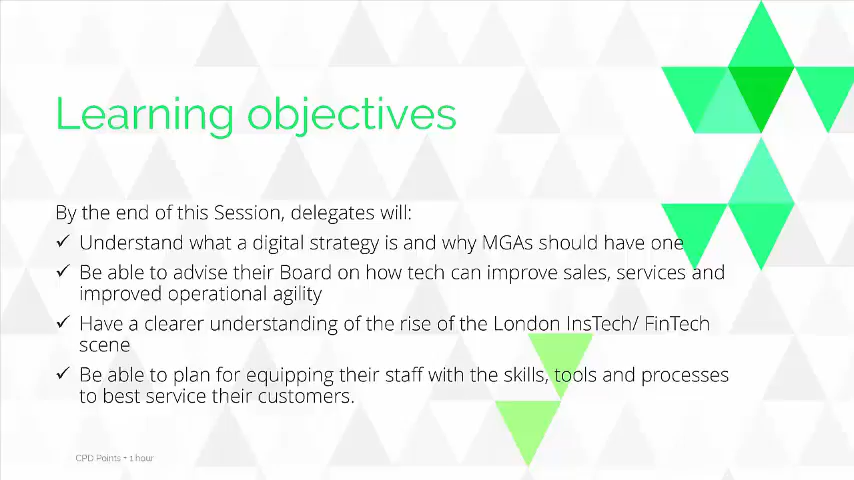 Learning objectives
By the end of this Session, delegates will:
✓ Understand what a digital strategy is and why MGAs should have one
✓ Be able to advise their Board on how tech can improve sales, services and
improved operational agility
✓ Have a clearer understanding of the rise of the London InsTech/ FinTech
scene
✓ Be able to plan for equipping their staff with the skills, tools and processes
to best service their customers.
CPD Points - 1 hour